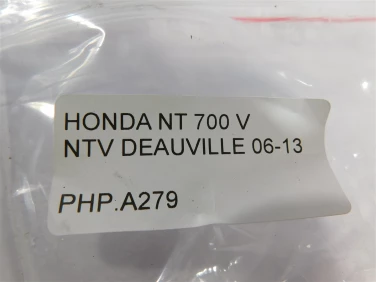 HONDA NT 700 V
NTV DEAUVILLE 06-13
PHP.A279